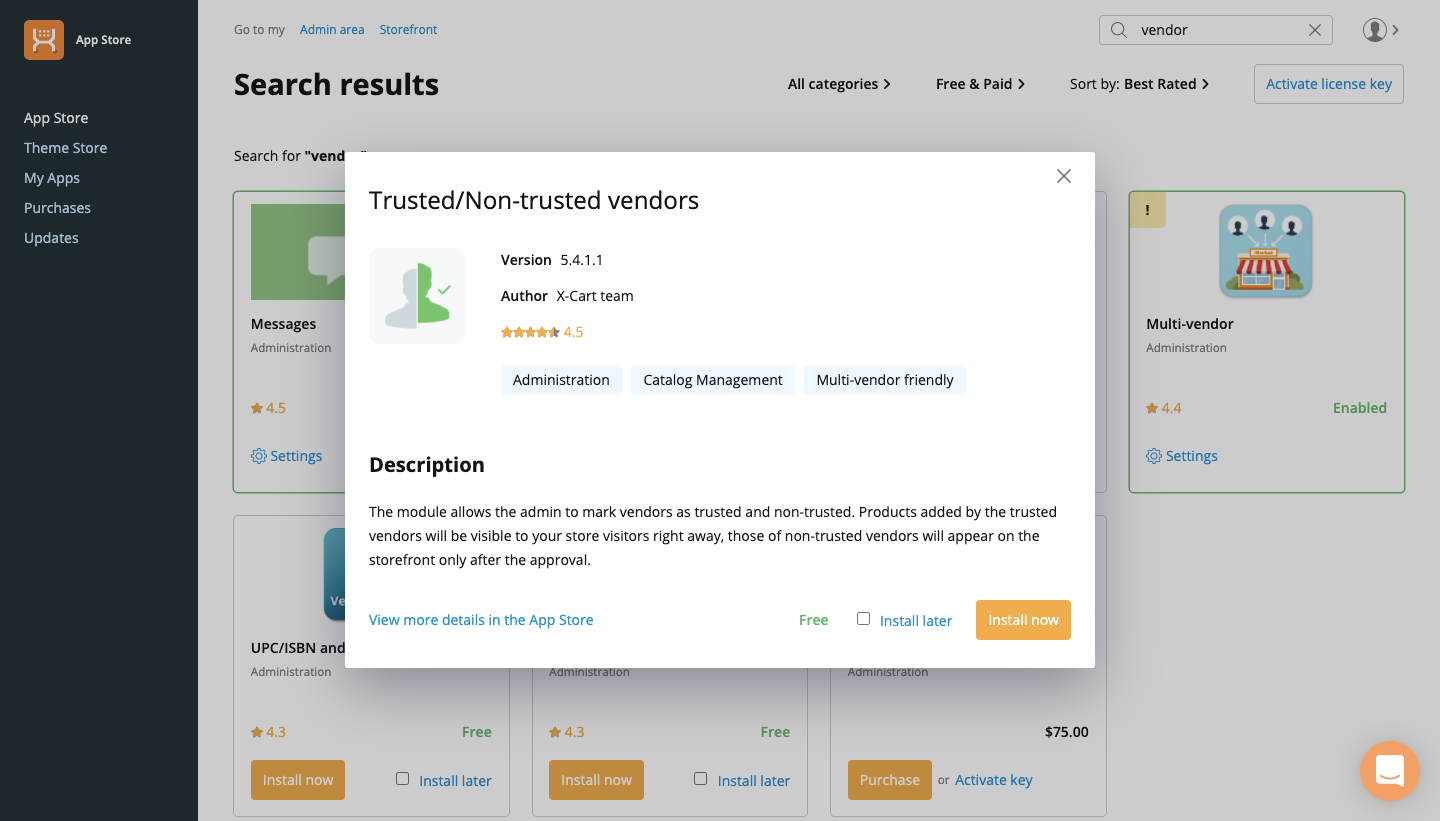 App Store
Go to my Admin area Storefront
vendor
Search results
All categories
Free & Paid
Sort by: Best Rated
Activate license key
App Store
Theme Store
My Apps
Purchases
Updates
Search for
Trusted/Non-trusted vendors
Version 5.4.1.1
Author X-Cart team
4.5
Administration
Catalog Management
Multi-vendor friendly
Description
The module allows the admin to mark vendors as trusted and non-trusted. Products added by the trusted
vendors will be visible to your store visitors right away, those of non-trusted vendors will appear on the
storefront only after the approval.
View more details in the App Store
Free
Install later
Install now
Messages
Administration
4.5
Settings
!
Market
Multi-vendor
Administration
4.4
Enabled
Settings
UPC/ISBN and
Administration
4.3
Free
Install now
Install later
Administration
4.3
Free
Install now
Install later
Administration
$75.00
Purchase or Activate key